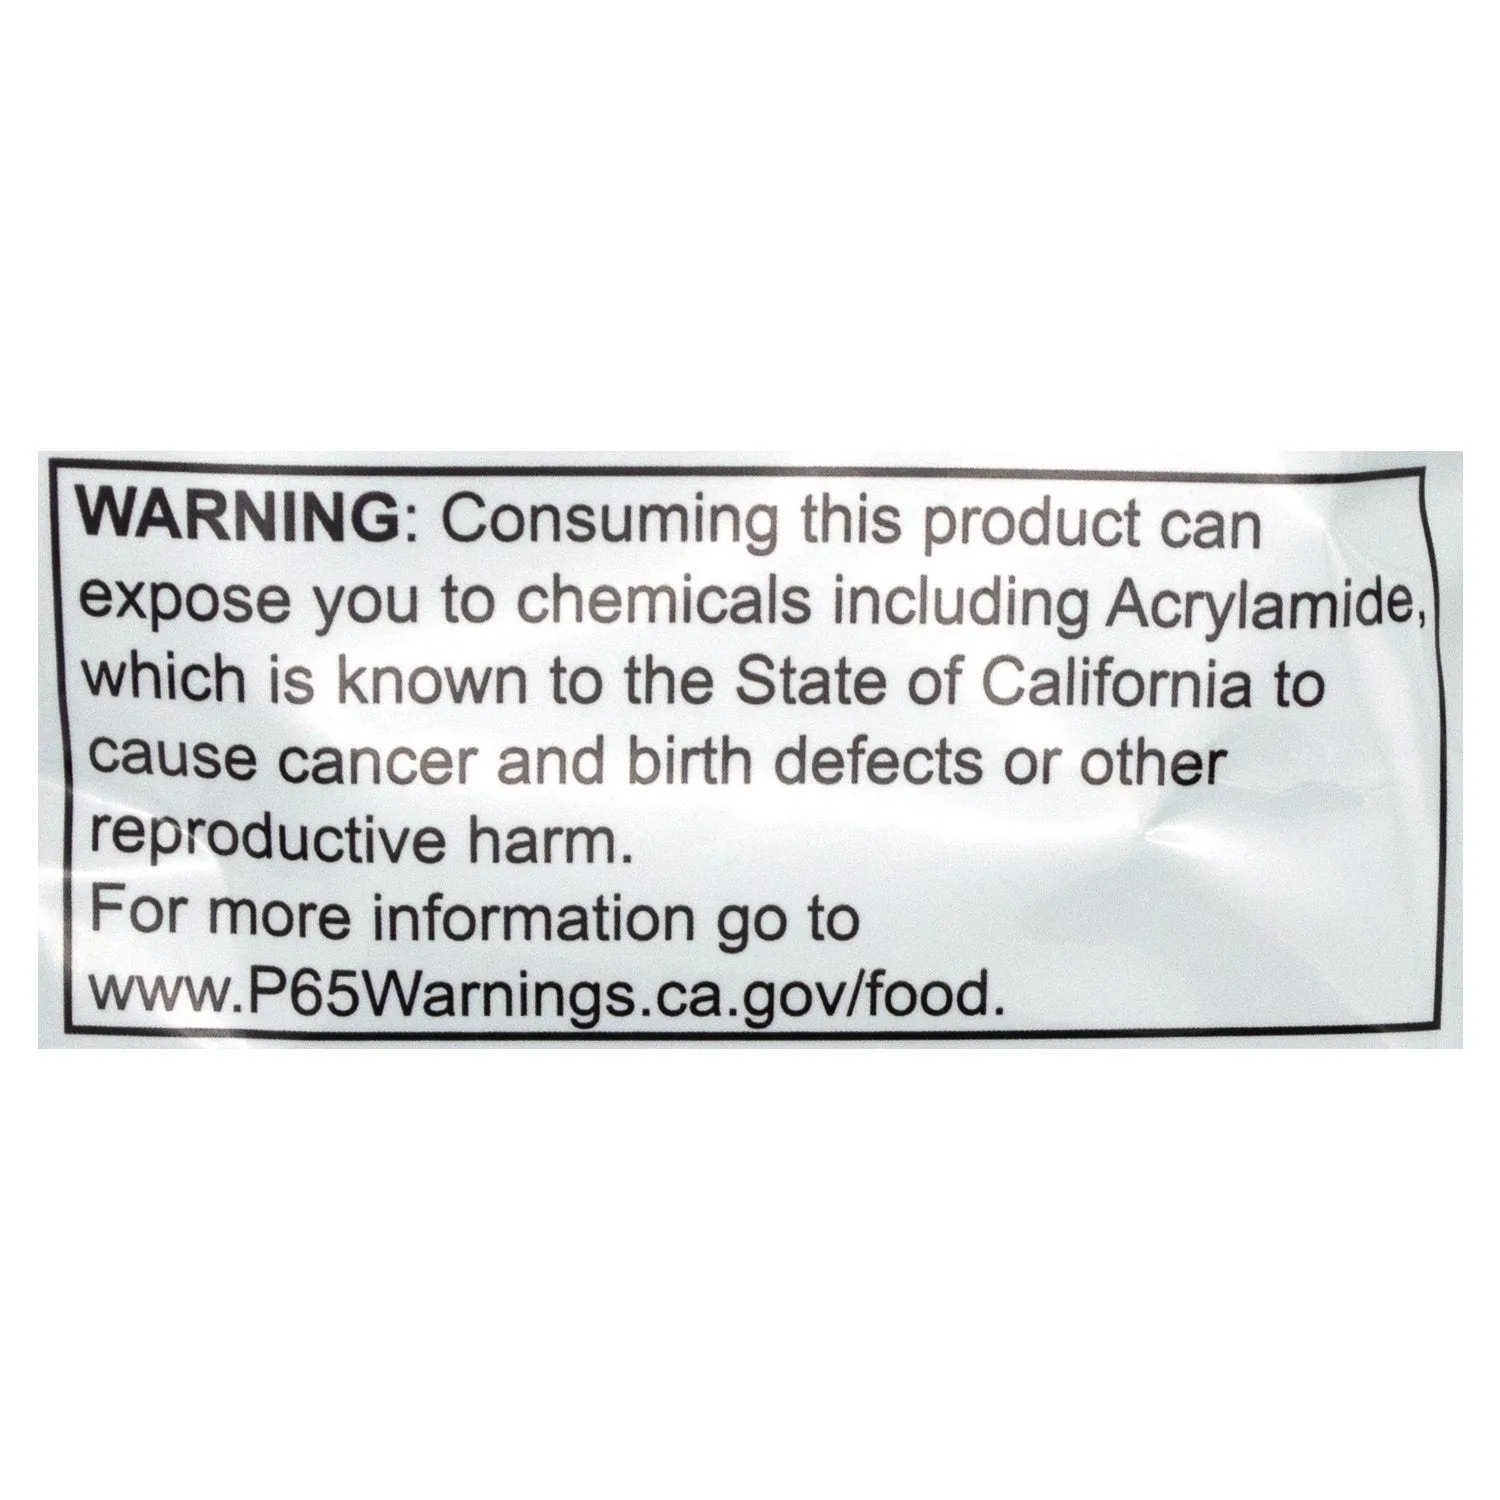 WARNING: Consuming this product can
expose you to chemicals including Acrylamide,
which is known to the State of California to
cause cancer and birth defects or other
reproductive harm.
For more information go to
www.P65Warnings.ca.gov/food.